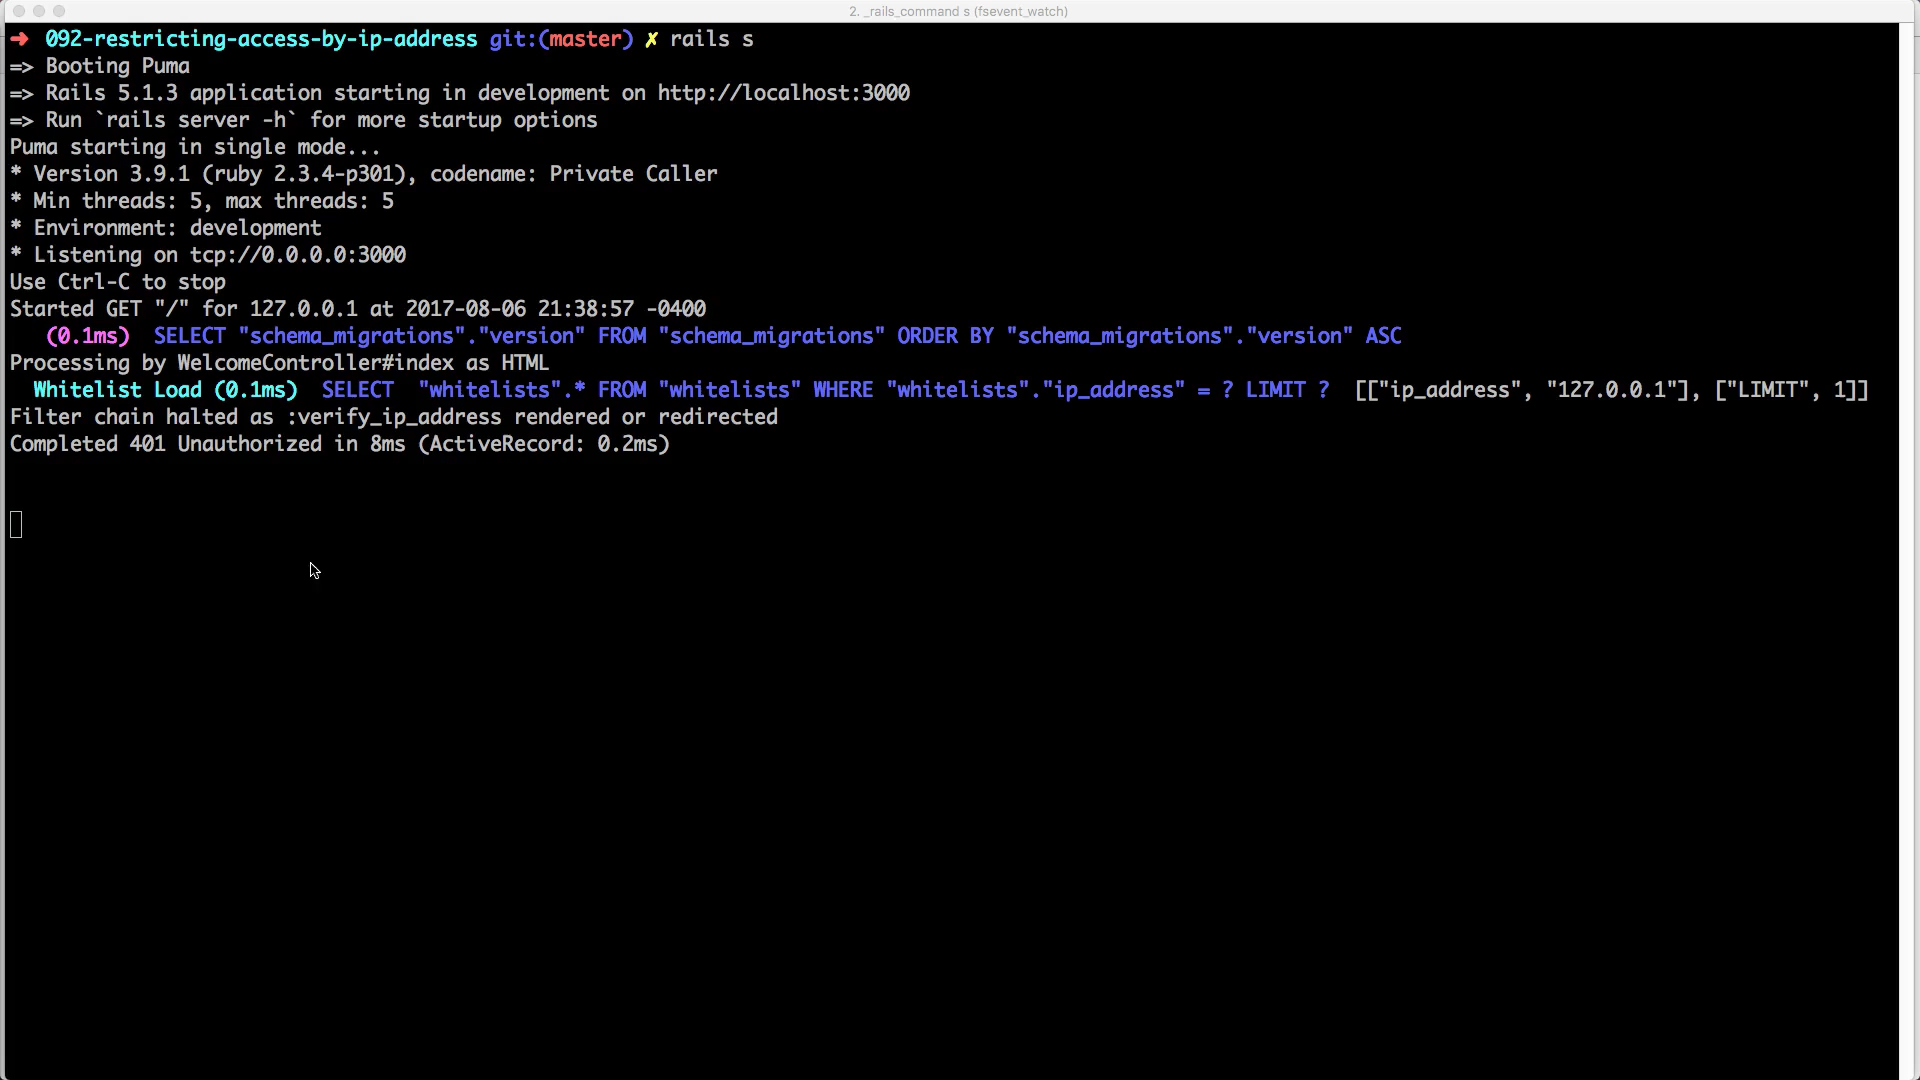 2. _rails_command s (fsevent_watch)
➜ 092-restricting-access-by-ip-address git:(master) ✗ rails s
=> Booting Puma
=> Rails 5.1.3 application starting in development on http://localhost:3000
=> Run `rails server -h` for more startup options
Puma starting in single mode...
* Version 3.9.1 (ruby 2.3.4-p301), codename: Private Caller
* Min threads: 5, max threads: 5
* Environment: development
* Listening on tcp://0.0.0.0:3000
Use Ctrl-C to stop
Started GET "/" for 127.0.0.1 at 2017-08-06 21:38:57 -0400
(0.1ms) SELECT "schema_migrations"."version" FROM "schema_migrations" ORDER BY "schema_migrations"."version" ASC
Processing by WelcomeController#index as HTML
Whitelist Load (0.1ms) SELECT "whitelists".* FROM "whitelists" WHERE "whitelists"."ip_address" = ? LIMIT ? [["ip_address", "127.0.0.1"], ["LIMIT", 1]]
Filter chain halted as :verify_ip_address rendered or redirected
Completed 401 Unauthorized in 8ms (ActiveRecord: 0.2ms)